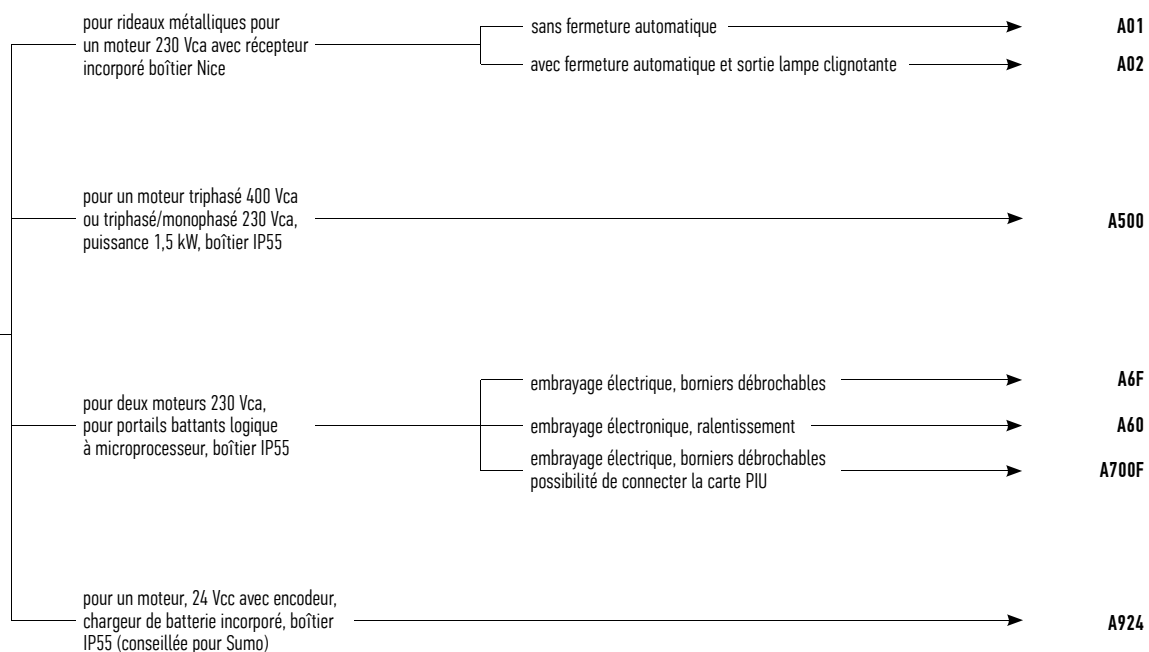 pour rideaux métalliques pour
un moteur 230 Vca avec récepteur
incorporé boîtier Nice
sans fermeture automatique
A01
avec fermeture automatique et sortie lampe clignotante
A02
pour un moteur triphasé 400 Vca
ou triphasé/monophasé 230 Vca,
puissance 1,5 kW, boîtier IP55
A500
pour deux moteurs 230 Vca,
pour portails battants logique
à microprocesseur, boîtier IP55
embrayage électrique, borniers débrochables
A6F
embrayage électronique, ralentissement
A60
embrayage électrique, borniers débrochables
possibilité de connecter la carte PIU
A700F
pour un moteur, 24 Vcc avec encodeur,
chargeur de batterie incorporé, boîtier
IP55 (conseillée pour Sumo)
A924